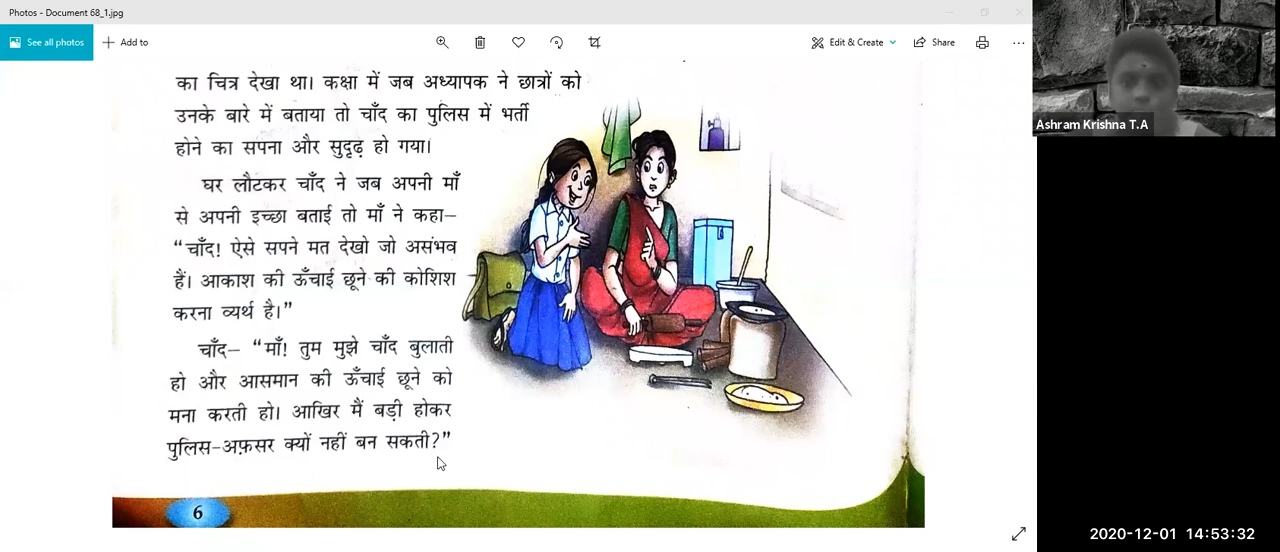 Photos - Document 68_1.jpg
See all photos
Add to
Edit & Create
Share
Ashram Krishna T.A
का चित्र देखा था। कक्षा में जब अध्यापक ने छात्रों को
उनके बारे में बताया तो चाँद का पुलिस में भर्ती
होने का सपना और सुदृढ़ हो गया।
घर लौटकर चाँद ने जब अपनी माँ
से अपनी इच्छा बताई तो माँ ने कहा–
“चाँद! ऐसे सपने मत देखो जो असंभव
हैं। आकाश की ऊँचाई छूने की कोशिश
करना व्यर्थ है।”
चाँद– “माँ! तुम मुझे चाँद बुलाती
हो और आसमान की ऊँचाई छूने को
मना करती हो। आखिर मैं बड़ी होकर
पुलिस-अफ़सर क्यों नहीं बन सकती?”
6
2020-12-01 14:53:32